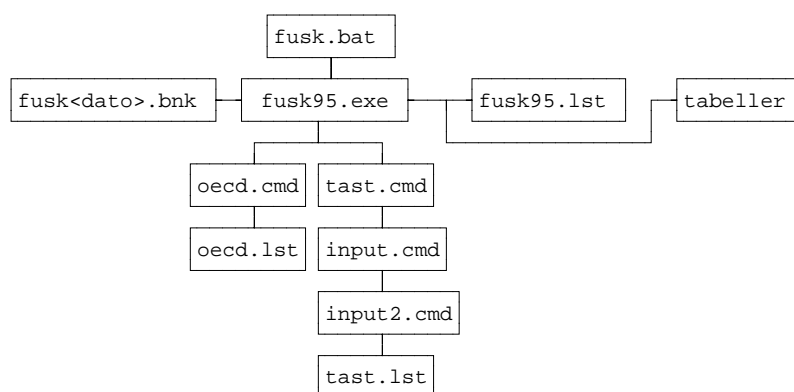 fusk.bat
fusk<dato>.bnk
fusk95.exe
fusk95.lst
tabeller
oecd.cmd
tast.cmd
oecd.lst
input.cmd
input2.cmd
tast.lst